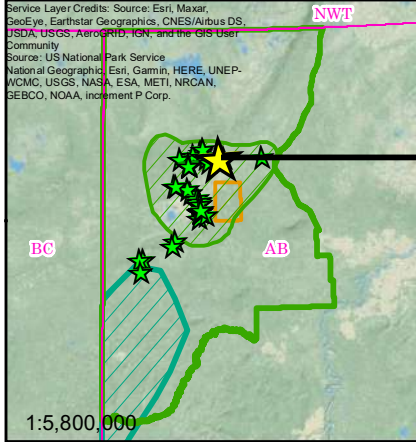 Service Layer Credits: Source: Esri, Maxar,
GeoEye, Earthstar Geographics, CNES/Airbus DS,
USDA, USGS, AeroGRID, IGN, and the GIS User
Community
Source: US National Park Service
National Geographic, Esri, Garmin, HERE, UNEP-
WCMC, USGS, NASA, ESA, METI, NRCAN,
GEBCO, NOAA, increment P Corp.
NWT
BC
AB
1:5,800,000